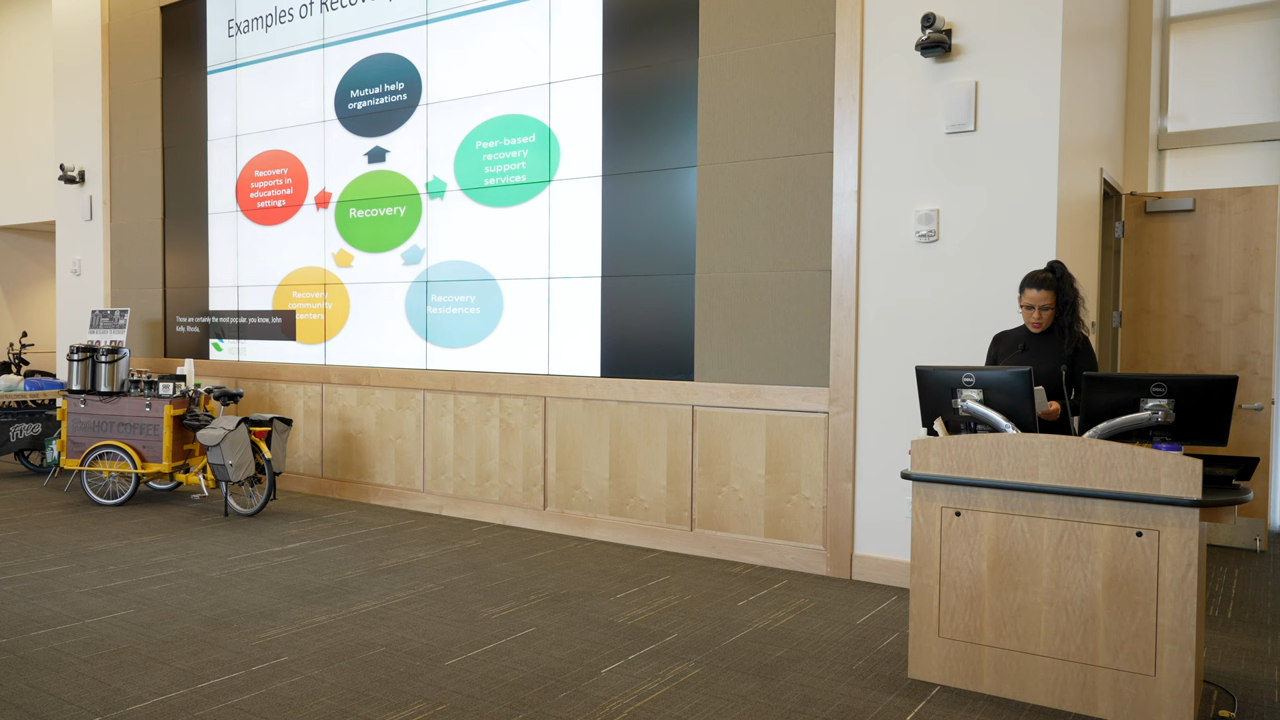 Examples of Recov
Mutual help
organizations
Peer-based
recovery
support
services
Recovery
supports in
educational
settings
Recovery
Recovery
community
centers
Recovery
Residences
Those are certainly the most popular. you know, John
Kelly. Rhoda,
HOT COFFEE
Free
DELL
DELL